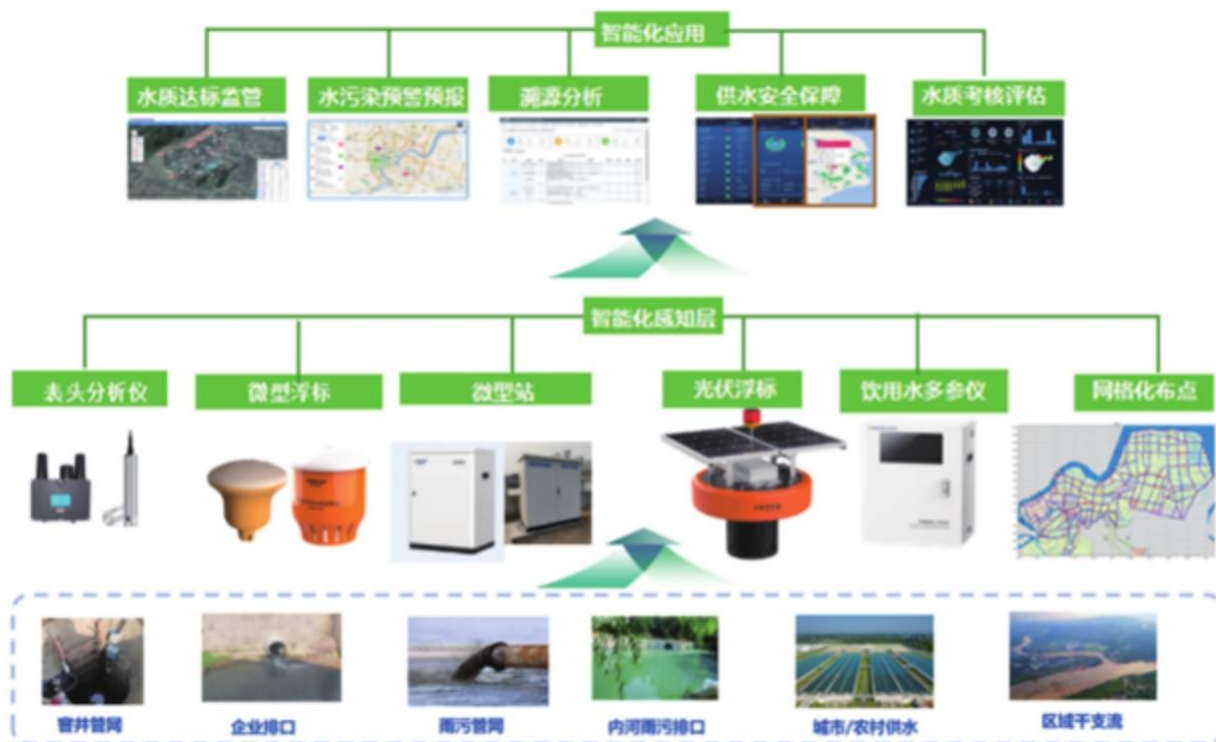 智能化应用
水质达标监管
水污染预警预报
溯源分析
供水安全保障
水质考核评估
智能化感知层
表头分析仪
微型浮标
微型站
光伏浮标
饮用水多参仪
网格化布点
窨井管网
企业排口
雨污管网
内河雨污排口
城市/农村供水
区域干支流